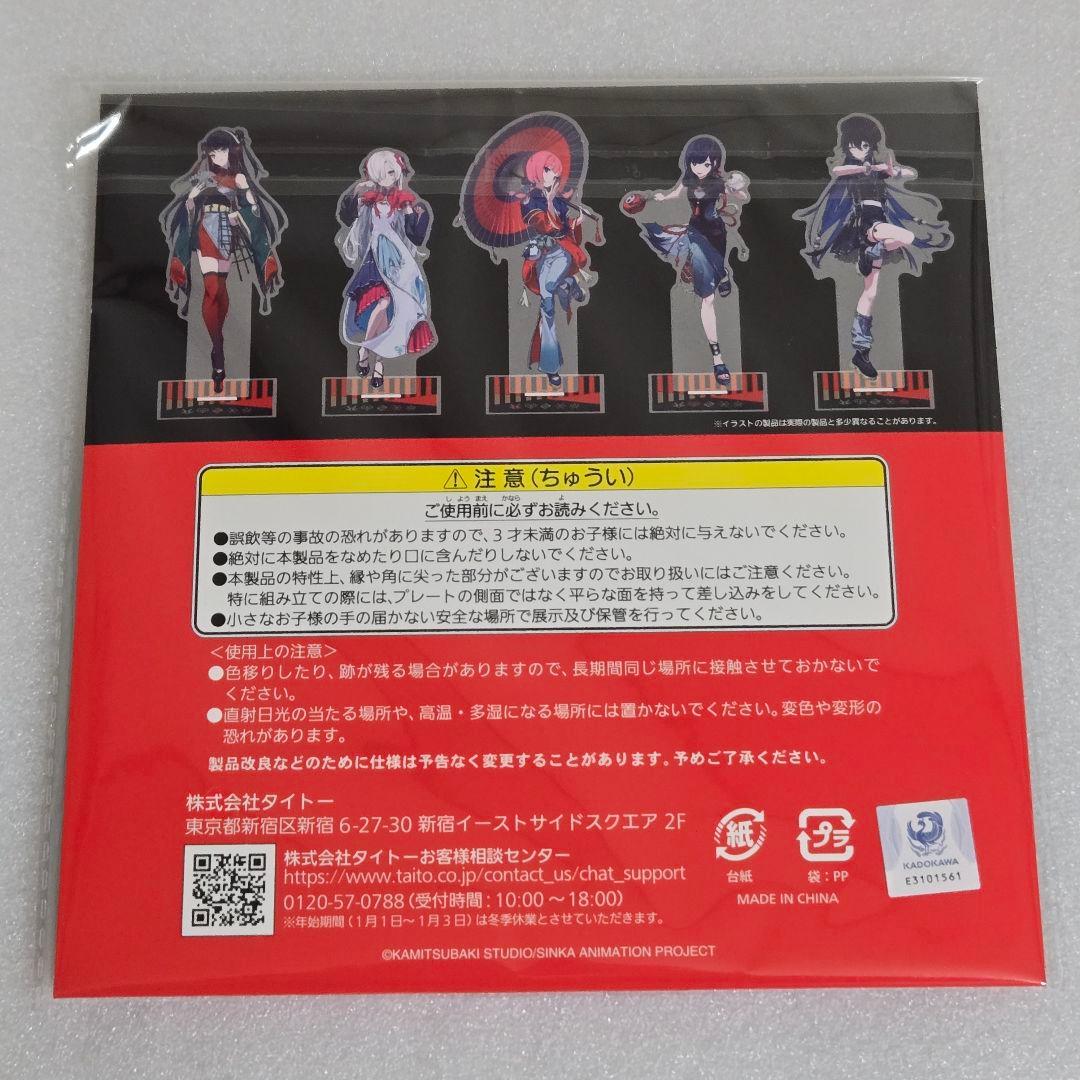 ※イラストの製品は実際の製品と多少異なることがあります。
⚠注意(ちゅうい)
しようまえ かなら よ
ご使用前に必ずお読みください。
●誤飲等の事故の恐れがありますので、3才未満のお子様には絶対に与えないでください。
●絶対に本製品をなめたり口に含んだりしないでください。
●本製品の特性上、縁や角に尖った部分がございますのでお取り扱いにはご注意ください。
特に組み立ての際には、プレートの側面ではなく平らな面を持って差し込みをしてください。
●小さなお子様の手の届かない安全な場所で展示及び保管を行ってください。
＜使用上の注意＞
●色移りしたり、跡が残る場合がありますので、長期間同じ場所に接触させておかないで
ください。
●直射日光の当たる場所や、高温・多湿になる場所には置かないでください。変色や変形の
恐れがあります。
製品改良などのために仕様は予告なく変更することがあります。予めご了承ください。
株式会社タイトー
東京都新宿区新宿 6-27-30 新宿イーストサイドスクエア 2F
株式会社タイトーお客様相談センター
https://www.taito.co.jp/contact_us/chat_support
0120-57-0788（受付時間：10:00～18:00）
※年始期間（1月1日～1月3日）は冬季休業とさせていただきます。
紙
台紙
プラ
袋：PP
MADE IN CHINA
KADOKAWA
E3101561
©KAMITSUBAKI STUDIO/SINKA ANIMATION PROJECT